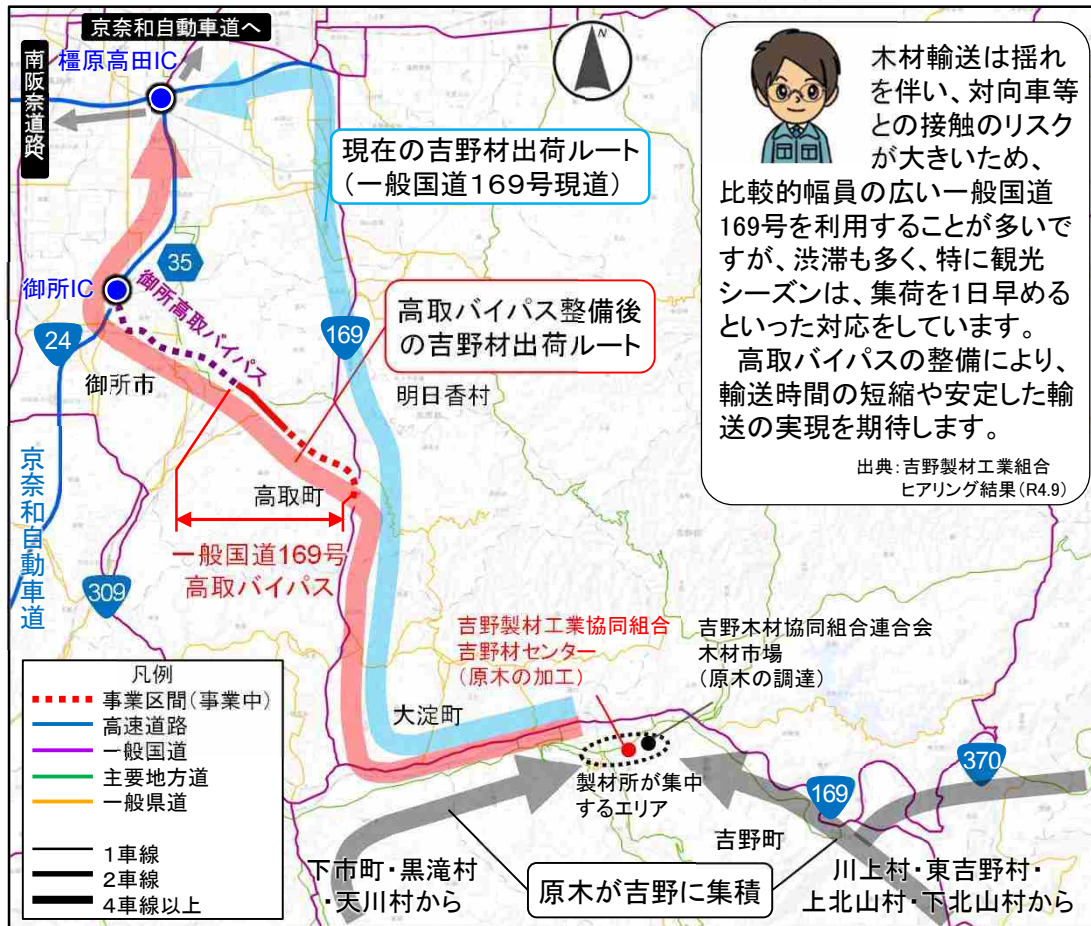 京奈和自動車道へ
橿原高田IC
南阪奈道路
N
木材輸送は揺れ
を伴い、対向車等
との接触のリスク
が大きいため、
比較的幅員の広い一般国道
169号を利用することが多いで
すが、渋滞も多く、特に観光
シーズンは、集荷を1日早める
といった対応をしています。
高取バイパスの整備により、
輸送時間の短縮や安定した輸
送の実現を期待します。
出典:吉野製材工業組合
ヒアリング結果(R4.9)
現在の吉野材出荷ルート
(一般国道169号現道)
35
御所IC
御所高取バイパス
24
169
高取バイパス整備後
の吉野材出荷ルート
御所市
明日香村
京奈和自動車道
高取町
一般国道169号
高取バイパス
309
吉野製材工業協同組合
吉野材センター
(原木の加工)
吉野木材協同組合連合会
木材市場
(原木の調達)
大淀町
製材所が集中
するエリア
370
169
吉野町
下市町・黒滝村
・天川村から
原木が吉野に集積
川上村・東吉野村・
上北山村・下北山村から
凡例
事業区間(事業中)
高速道路
一般国道
主要地方道
一般県道
1車線
2車線
4車線以上